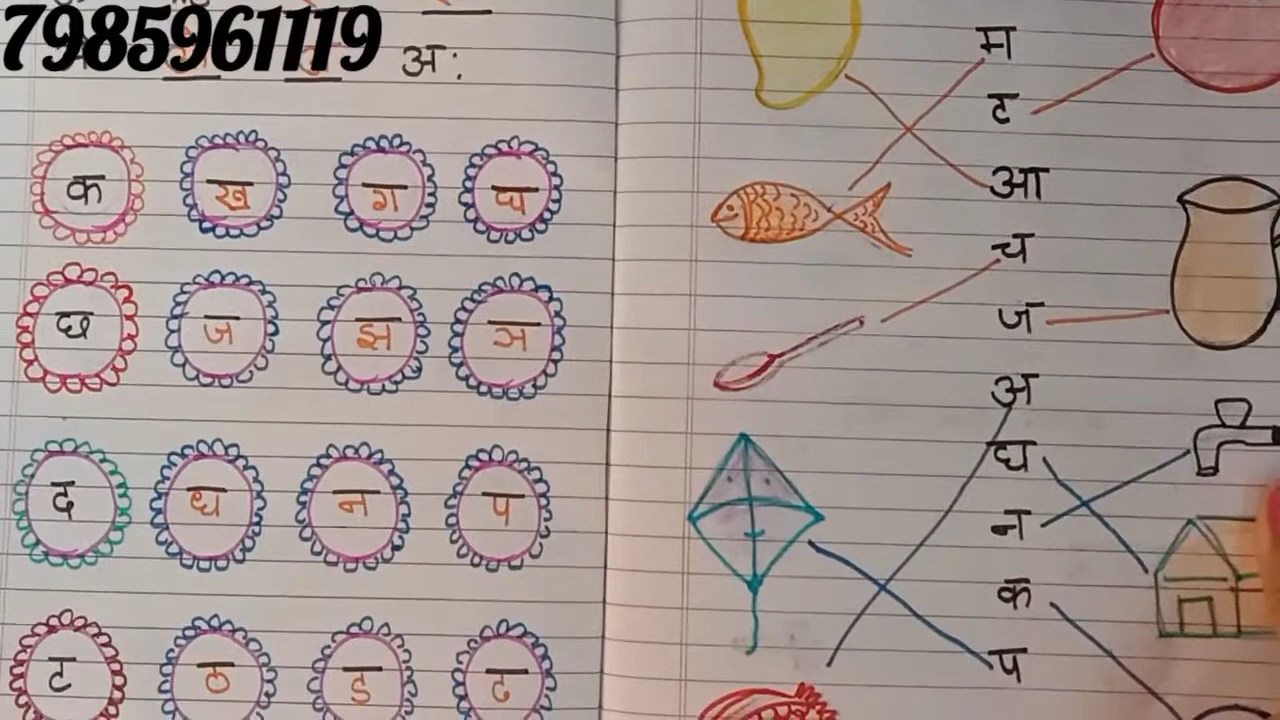 7985961119
अ:
क ख ग घ
छ ज झ ञ
द ध न प
ट ठ ड ढ
म
ट
आ
च
ज
अ
घ
न
क
प